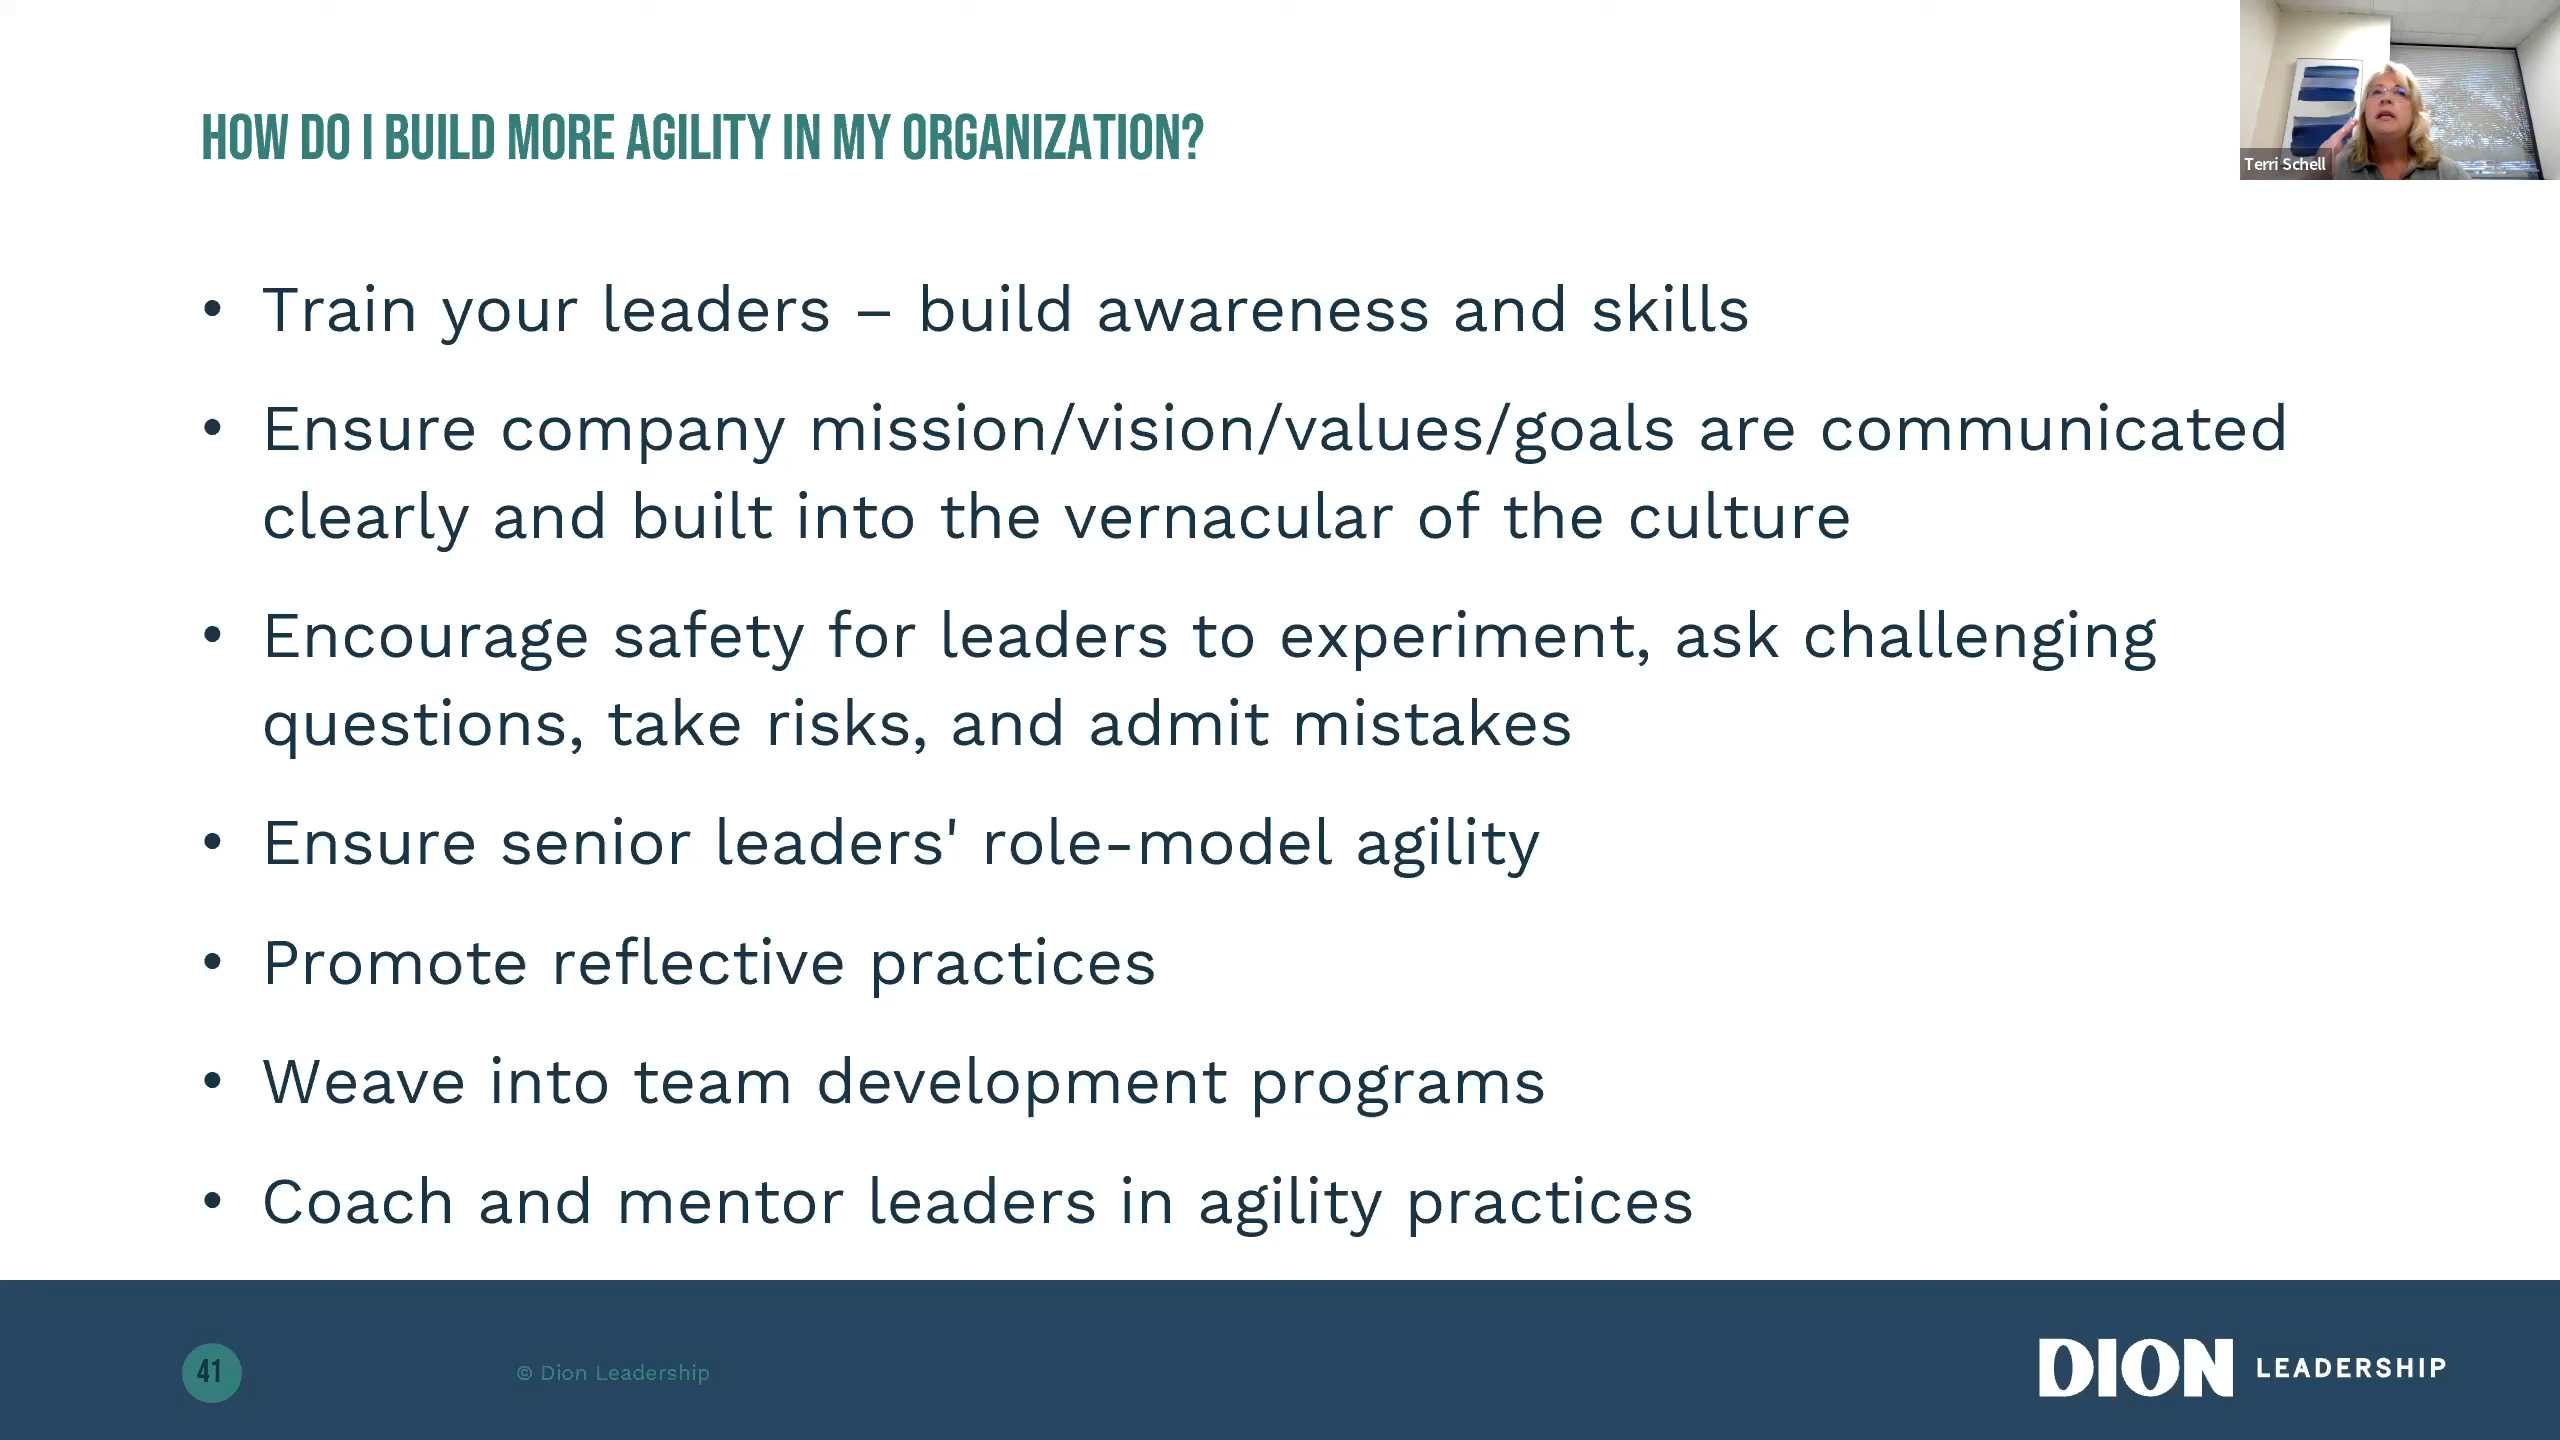 HOW DO I BUILD MORE AGILITY IN MY ORGANIZATION?
Terri Schell
• Train your leaders – build awareness and skills
• Ensure company mission/vision/values/goals are communicated
clearly and built into the vernacular of the culture
• Encourage safety for leaders to experiment, ask challenging
questions, take risks, and admit mistakes
• Ensure senior leaders' role-model agility
• Promote reflective practices
• Weave into team development programs
• Coach and mentor leaders in agility practices
41
© Dion Leadership
DION LEADERSHIP